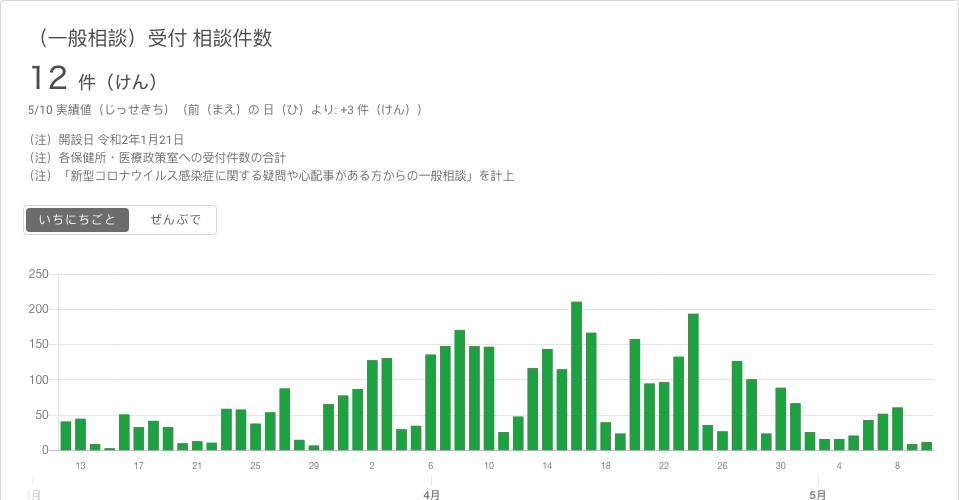 （一般相談）受付 相談件数
12 件（けん）
5/10 実績値（じっせきち）（前（まえ）の 日（ひ）より: +3 件（けん））
（注）開設日 令和2年1月21日
（注）各保健所・医療政策室への受付件数の合計
（注）「新型コロナウイルス感染症に関する疑問や心配事がある方からの一般相談」を計上
いちにちごと ぜんぶで
250
200
150
100
50
0
13 17 21 25 29 2 6 10 14 18 22 26 30 4 8
3月 4月 5月